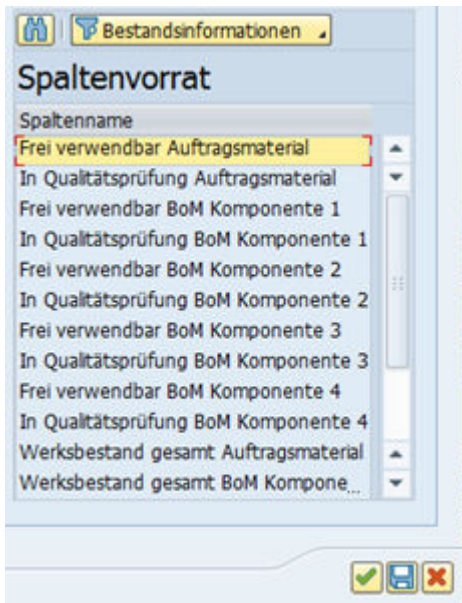 Bestandsinformationen
Spaltenvorrat
Spaltenname
Frei verwendbar Auftragsmaterial
In Qualitätsprüfung Auftragsmaterial
Frei verwendbar BoM Komponente 1
In Qualitätsprüfung BoM Komponente 1
Frei verwendbar BoM Komponente 2
In Qualitätsprüfung BoM Komponente 2
Frei verwendbar BoM Komponente 3
In Qualitätsprüfung BoM Komponente 3
Frei verwendbar BoM Komponente 4
In Qualitätsprüfung BoM Komponente 4
Werksbestand gesamt Auftragsmaterial
Werksbestand gesamt BoM Kompone...